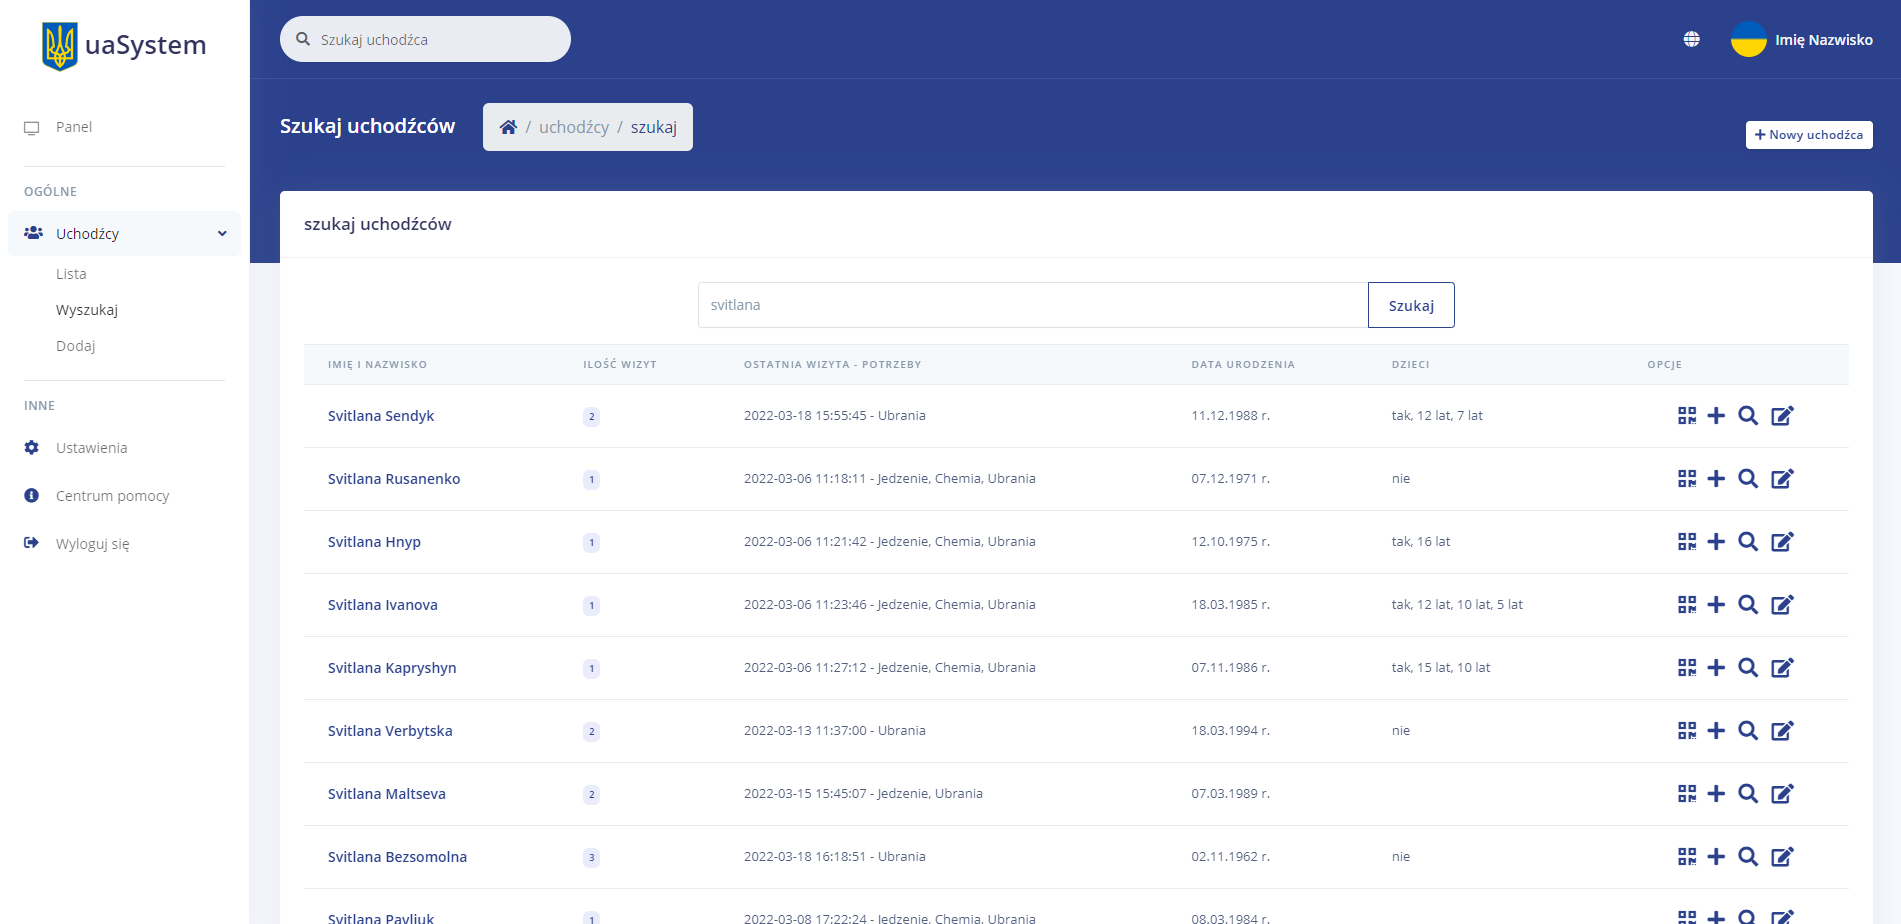 uaSystem
Szukaj uchodźca
Imię Nazwisko
Panel
Szukaj uchodźców
/ uchodźcy / szukaj
Nowy uchodźca
OGÓLNE
Uchodźcy
Lista
Wyszukaj
Dodaj
INNE
Ustawienia
Centrum pomocy
Wyloguj się
szukaj uchodźców
svitlana Szukaj
IMIĘ I NAZWISKO ILOŚĆ WIZYT OSTATNIA WIZYTA - POTRZEBY DATA URODZENIA DZIECI OPCJE
Svitlana Sendyk 2 2022-03-18 15:55:45 - Ubrania 11.12.1988 r. tak, 12 lat, 7 lat
Svitlana Rusanenko 1 2022-03-06 11:18:11 - Jedzenie, Chemia, Ubrania 07.12.1971 r. nie
Svitlana Hnyp 1 2022-03-06 11:21:42 - Jedzenie, Chemia, Ubrania 12.10.1975 r. tak, 16 lat
Svitlana Ivanova 1 2022-03-06 11:23:46 - Jedzenie, Chemia, Ubrania 18.03.1985 r. tak, 12 lat, 10 lat, 5 lat
Svitlana Kapryshyn 1 2022-03-06 11:27:12 - Jedzenie, Chemia, Ubrania 07.11.1986 r. tak, 15 lat, 10 lat
Svitlana Verbytska 2 2022-03-13 11:37:00 - Ubrania 18.03.1994 r. nie
Svitlana Maltseva 2 2022-03-15 15:45:07 - Jedzenie, Ubrania 07.03.1989 r.
Svitlana Bezsomolna 3 2022-03-18 16:18:51 - Ubrania 02.11.1962 r. nie
Svitlana Pavliuk 1 2022-03-08 17:22:24 - Jedzenie, Chemia, Ubrania 08.03.1984 r.